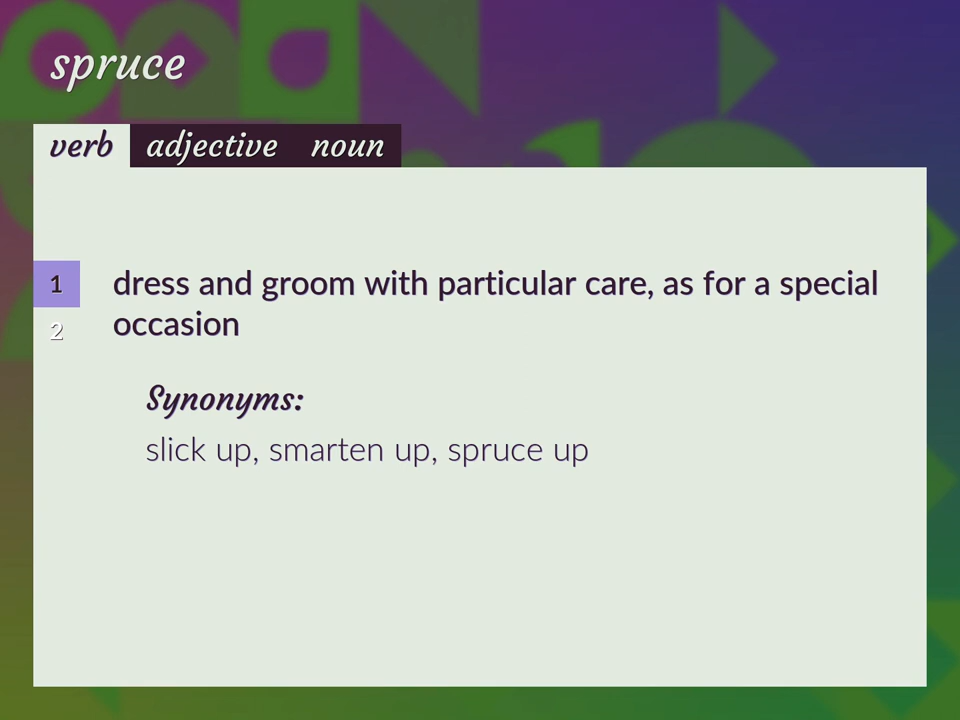 spruce
verb adjective noun
1 dress and groom with particular care, as for a special
2 occasion
Synonyms:
slick up, smarten up, spruce up